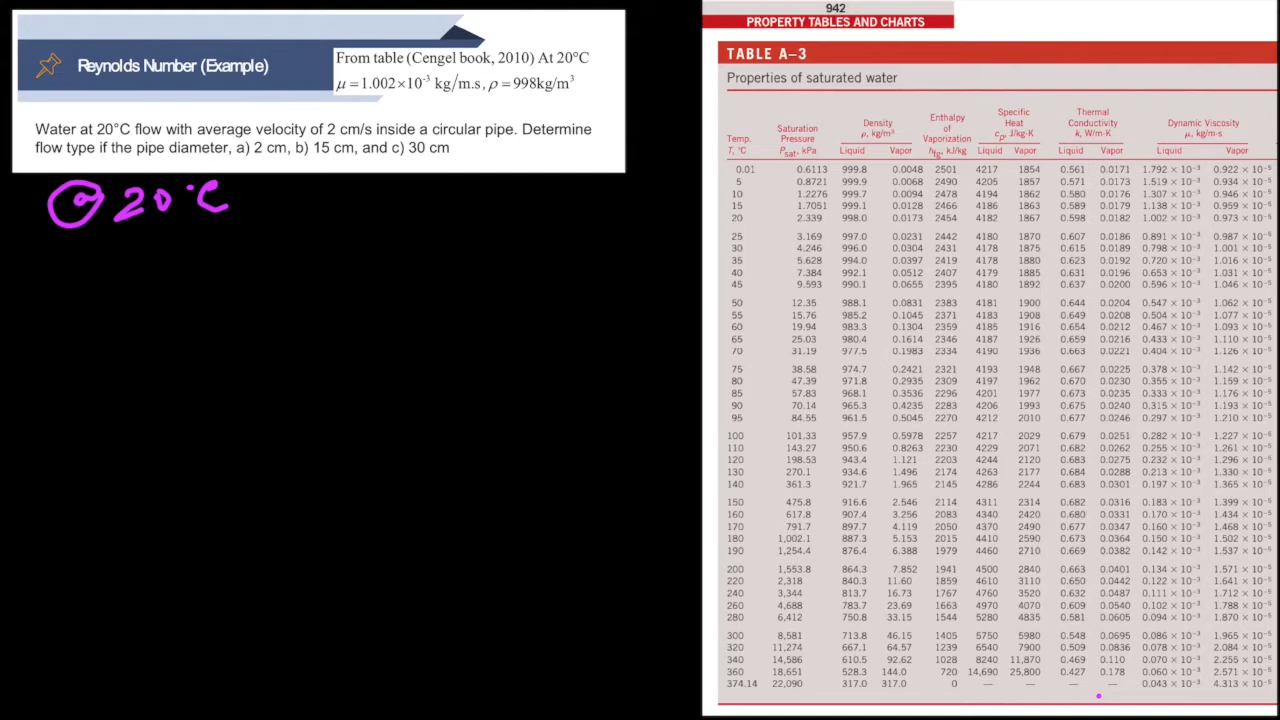 Reynolds Number (Example)
From table (Cengel book, 2010) At 20°C
μ = 1.002×10⁻³ kg/m.s, ρ = 998kg/m³
Water at 20°C flow with average velocity of 2 cm/s inside a circular pipe. Determine
flow type if the pipe diameter, a) 2 cm, b) 15 cm, and c) 30 cm
@ 20 °C
942
PROPERTY TABLES AND CHARTS
TABLE A–3
Properties of saturated water
Temp. T, °C | Saturation Pressure P_sat, kPa | Density ρ, kg/m³ Liquid Vapor | Enthalpy of Vaporization h_fg, kJ/kg | Specific Heat c_p, J/kg·K Liquid Vapor | Thermal Conductivity k, W/m·K Liquid Vapor | Dynamic Viscosity μ, kg/m·s Liquid Vapor
0.01 0.6113 999.8 0.0048 2501 4217 1854 0.561 0.0171 1.792 × 10⁻³ 0.922 × 10⁻⁵
5 0.8721 999.9 0.0068 2490 4205 1857 0.571 0.0173 1.519 × 10⁻³ 0.934 × 10⁻⁵
10 1.2276 999.7 0.0094 2478 4194 1862 0.580 0.0176 1.307 × 10⁻³ 0.946 × 10⁻⁵
15 1.7051 999.1 0.0128 2466 4186 1863 0.589 0.0179 1.138 × 10⁻³ 0.959 × 10⁻⁵
20 2.339 998.0 0.0173 2454 4182 1867 0.598 0.0182 1.002 × 10⁻³ 0.973 × 10⁻⁵
25 3.169 997.0 0.0231 2442 4180 1870 0.607 0.0186 0.891 × 10⁻³ 0.987 × 10⁻⁵
30 4.246 996.0 0.0304 2431 4178 1875 0.615 0.0189 0.798 × 10⁻³ 1.001 × 10⁻⁵
35 5.628 994.0 0.0397 2419 4178 1880 0.623 0.0192 0.720 × 10⁻³ 1.016 × 10⁻⁵
40 7.384 992.1 0.0512 2407 4179 1885 0.631 0.0196 0.653 × 10⁻³ 1.031 × 10⁻⁵
45 9.593 990.1 0.0655 2395 4180 1892 0.637 0.0200 0.596 × 10⁻³ 1.046 × 10⁻⁵
50 12.35 988.1 0.0831 2383 4181 1900 0.644 0.0204 0.547 × 10⁻³ 1.062 × 10⁻⁵
55 15.76 985.2 0.1045 2371 4183 1908 0.649 0.0208 0.504 × 10⁻³ 1.077 × 10⁻⁵
60 19.94 983.3 0.1304 2359 4185 1916 0.654 0.0212 0.467 × 10⁻³ 1.093 × 10⁻⁵
65 25.03 980.4 0.1614 2346 4187 1926 0.659 0.0216 0.433 × 10⁻³ 1.110 × 10⁻⁵
70 31.19 977.5 0.1983 2334 4190 1936 0.663 0.0221 0.404 × 10⁻³ 1.126 × 10⁻⁵
75 38.58 974.7 0.2421 2321 4193 1948 0.667 0.0225 0.378 × 10⁻³ 1.142 × 10⁻⁵
80 47.39 971.8 0.2935 2309 4197 1962 0.670 0.0230 0.355 × 10⁻³ 1.159 × 10⁻⁵
85 57.83 968.1 0.3536 2296 4201 1977 0.673 0.0235 0.333 × 10⁻³ 1.176 × 10⁻⁵
90 70.14 965.3 0.4235 2283 4206 1993 0.675 0.0240 0.315 × 10⁻³ 1.193 × 10⁻⁵
95 84.55 961.5 0.5045 2270 4212 2010 0.677 0.0246 0.297 × 10⁻³ 1.210 × 10⁻⁵
100 101.33 957.9 0.5978 2257 4217 2029 0.679 0.0251 0.282 × 10⁻³ 1.227 × 10⁻⁵
110 143.27 950.6 0.8263 2230 4229 2071 0.682 0.0262 0.255 × 10⁻³ 1.261 × 10⁻⁵
120 198.53 943.4 1.121 2203 4244 2120 0.683 0.0275 0.232 × 10⁻³ 1.296 × 10⁻⁵
130 270.1 934.6 1.496 2174 4263 2177 0.684 0.0288 0.213 × 10⁻³ 1.330 × 10⁻⁵
140 361.3 921.7 1.965 2145 4286 2244 0.683 0.0301 0.197 × 10⁻³ 1.365 × 10⁻⁵
150 475.8 916.6 2.546 2114 4311 2314 0.682 0.0316 0.183 × 10⁻³ 1.399 × 10⁻⁵
160 617.8 907.4 3.256 2083 4340 2420 0.680 0.0331 0.170 × 10⁻³ 1.434 × 10⁻⁵
170 791.7 897.7 4.119 2050 4370 2490 0.677 0.0347 0.160 × 10⁻³ 1.468 × 10⁻⁵
180 1,002.1 887.3 5.153 2015 4410 2590 0.673 0.0364 0.150 × 10⁻³ 1.502 × 10⁻⁵
190 1,254.4 876.4 6.388 1979 4460 2710 0.669 0.0382 0.142 × 10⁻³ 1.537 × 10⁻⁵
200 1,553.8 864.3 7.852 1941 4500 2840 0.663 0.0401 0.134 × 10⁻³ 1.571 × 10⁻⁵
220 2,318 840.3 11.60 1859 4610 3110 0.650 0.0442 0.122 × 10⁻³ 1.641 × 10⁻⁵
240 3,344 813.7 16.73 1767 4760 3520 0.632 0.0487 0.111 × 10⁻³ 1.712 × 10⁻⁵
260 4,688 783.7 23.69 1663 4970 4070 0.609 0.0540 0.102 × 10⁻³ 1.788 × 10⁻⁵
280 6,412 750.8 33.15 1544 5280 4835 0.581 0.0605 0.094 × 10⁻³ 1.870 × 10⁻⁵
300 8,581 713.8 46.15 1405 5750 5980 0.548 0.0695 0.086 × 10⁻³ 1.965 × 10⁻⁵
320 11,274 667.1 64.57 1239 6540 7900 0.509 0.0836 0.078 × 10⁻³ 2.084 × 10⁻⁵
340 14,586 610.5 92.62 1028 8240 11,870 0.469 0.110 0.070 × 10⁻³ 2.255 × 10⁻⁵
360 18,651 528.3 144.0 720 14,690 25,800 0.427 0.178 0.060 × 10⁻³ 2.571 × 10⁻⁵
374.14 22,090 317.0 317.0 0 — — — — 0.043 × 10⁻³ 4.313 × 10⁻⁵